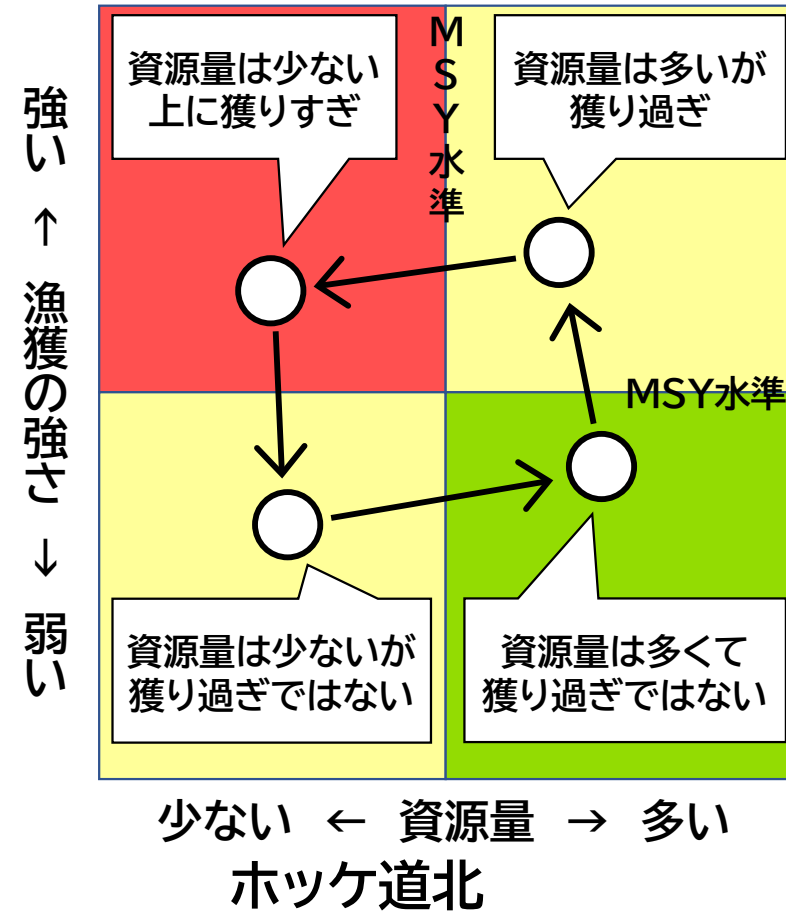 資源量は少ない
上に獲りすぎ
MSY水準
資源量は多いが
獲り過ぎ
強い ↑ 漁獲の強さ ↓ 弱い
MSY水準
資源量は少ないが
獲り過ぎではない
資源量は多くて
獲り過ぎではない
少ない ← 資源量 → 多い
ホッケ道北